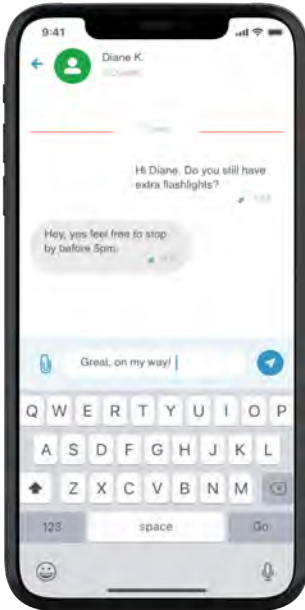 9:41
Diane K.
Hi Diane. Do you still have
extra flashlights?
Hey, yes feel free to stop
by before 5pm.
Great, on my way!
Q W E R T Y U I O P
A S D F G H J K L
Z X C V B N M
123 space Go